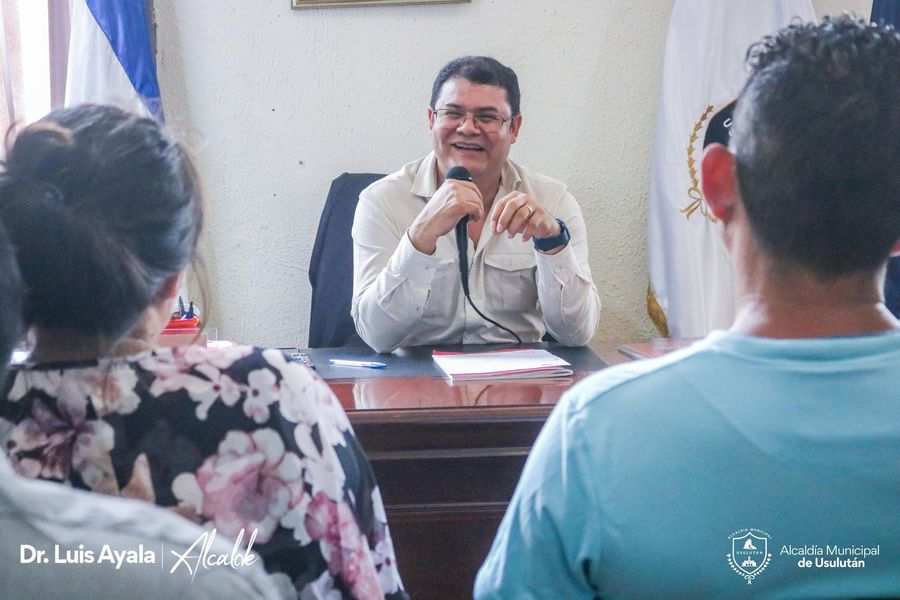 Dr. Luis Ayala | Alcalde
ALCALDÍA MUNICIPAL
USULUTÁN
Alcaldía Municipal
de Usulután